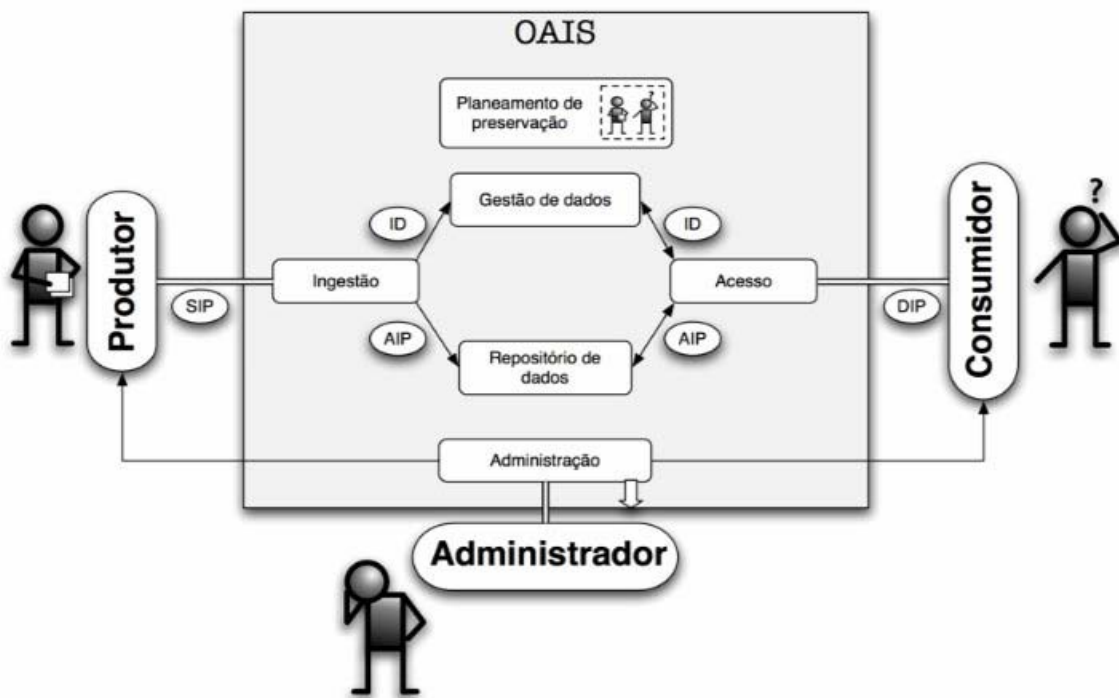 OAIS
Planeamento de
preservação
?
Gestão de dados
ID
ID
Produtor
SIP
Ingestão
Acesso
DIP
Consumidor
?
AIP
AIP
Repositório de
dados
Administração
Administrador